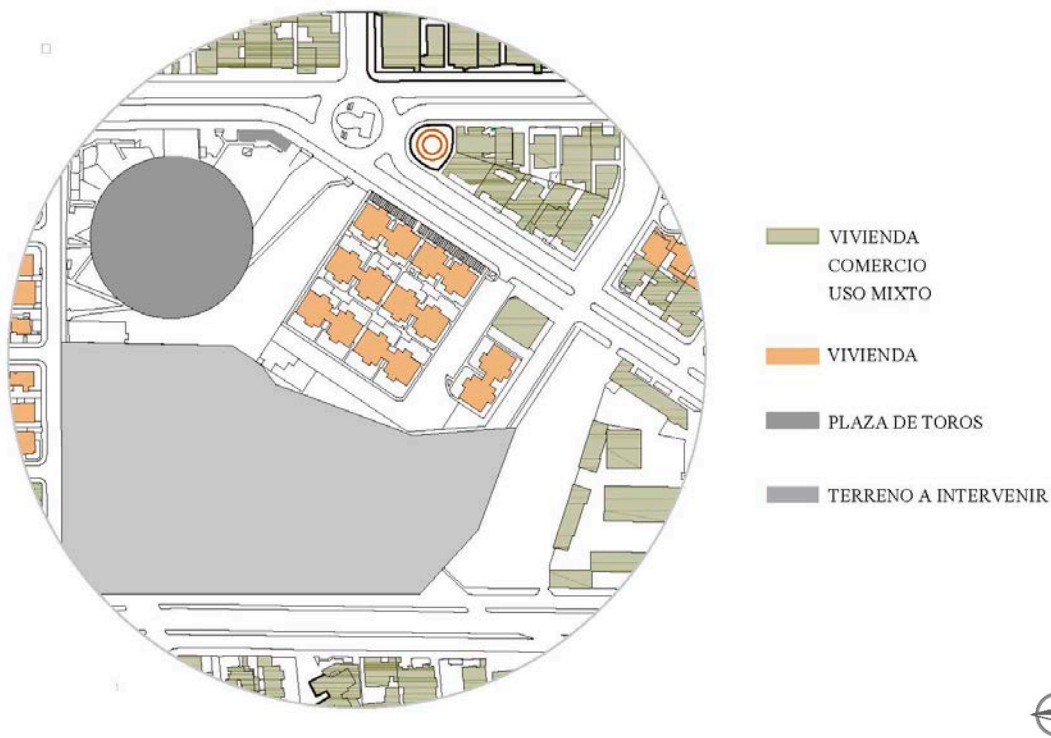 VIVIENDA
COMERCIO
USO MIXTO
VIVIENDA
PLAZA DE TOROS
TERRENO A INTERVENIR